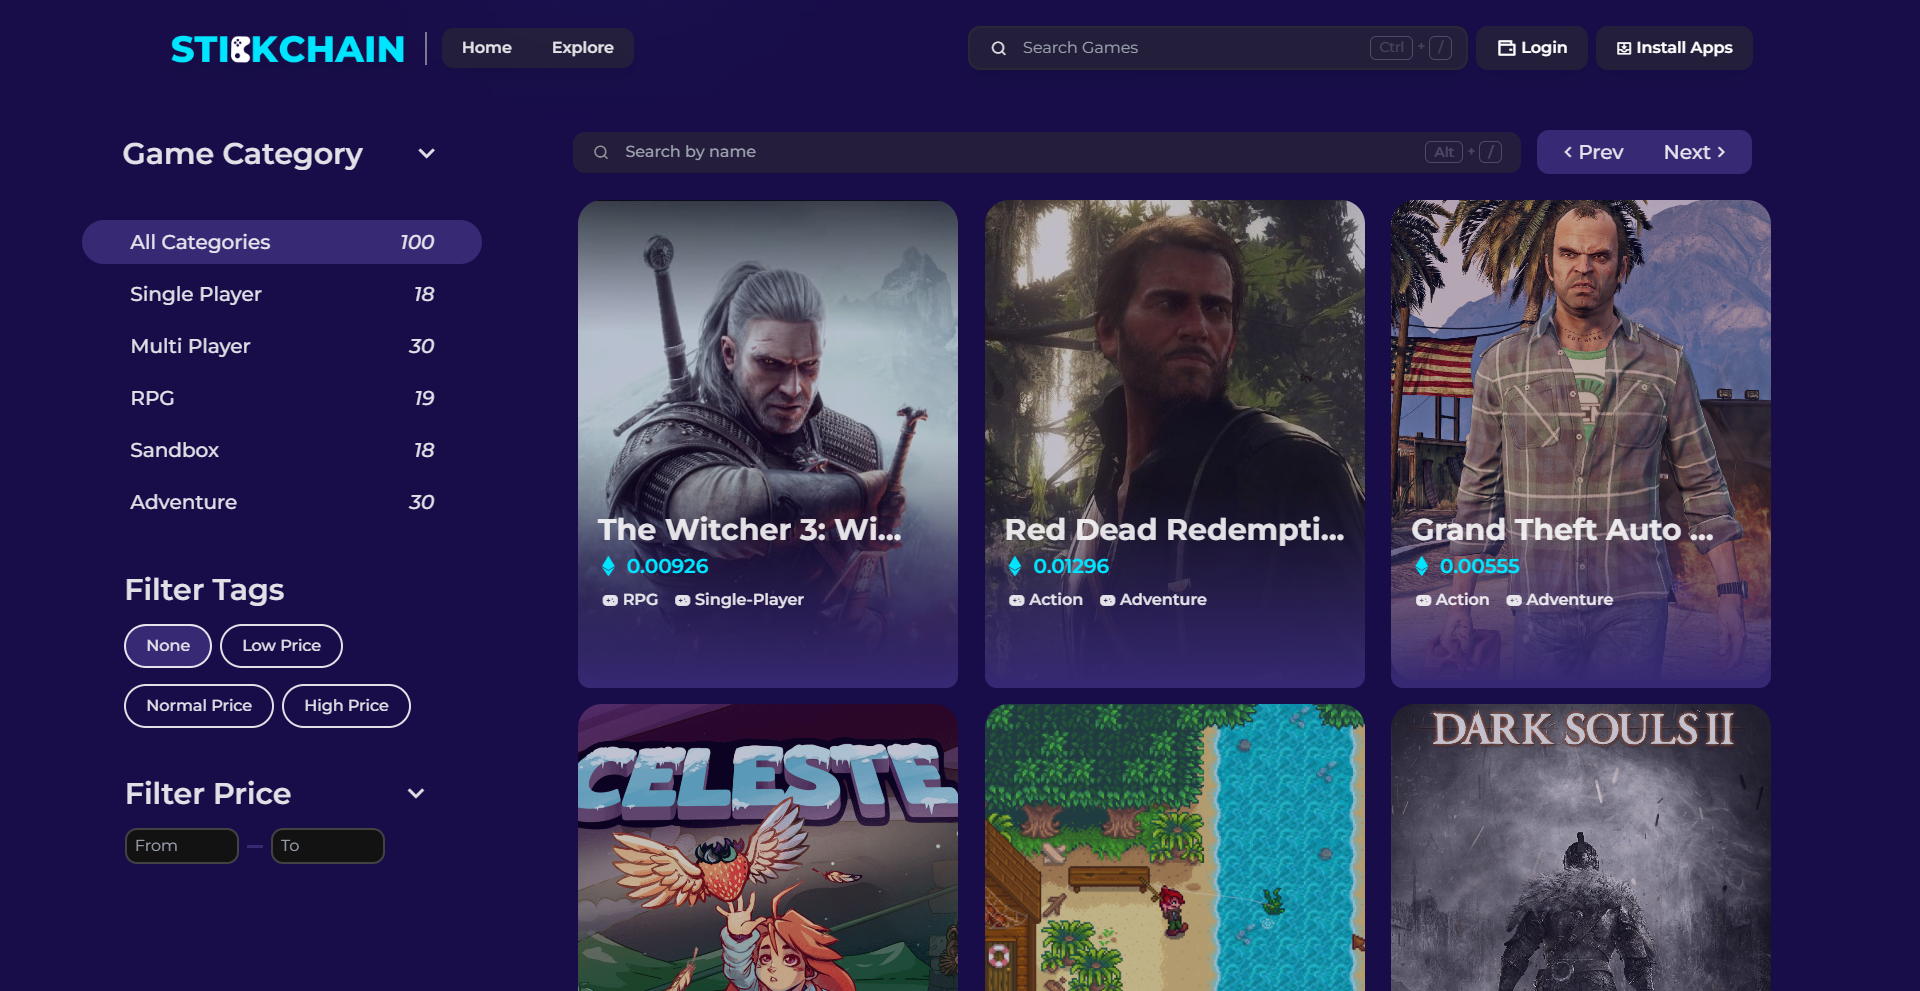 STICKCHAIN
Home
Explore
Search Games
Ctrl + /
Login
Install Apps
Game Category
All Categories 100
Single Player 18
Multi Player 30
RPG 19
Sandbox 18
Adventure 30
Filter Tags
None
Low Price
Normal Price
High Price
Filter Price
From
To
Search by name
Alt + /
Prev
Next
The Witcher 3: Wi...
0.00926
RPG Single-Player
Red Dead Redempti...
0.01296
Action Adventure
Grand Theft Auto ...
0.00555
Action Adventure
CELESTE
DARK SOULS II